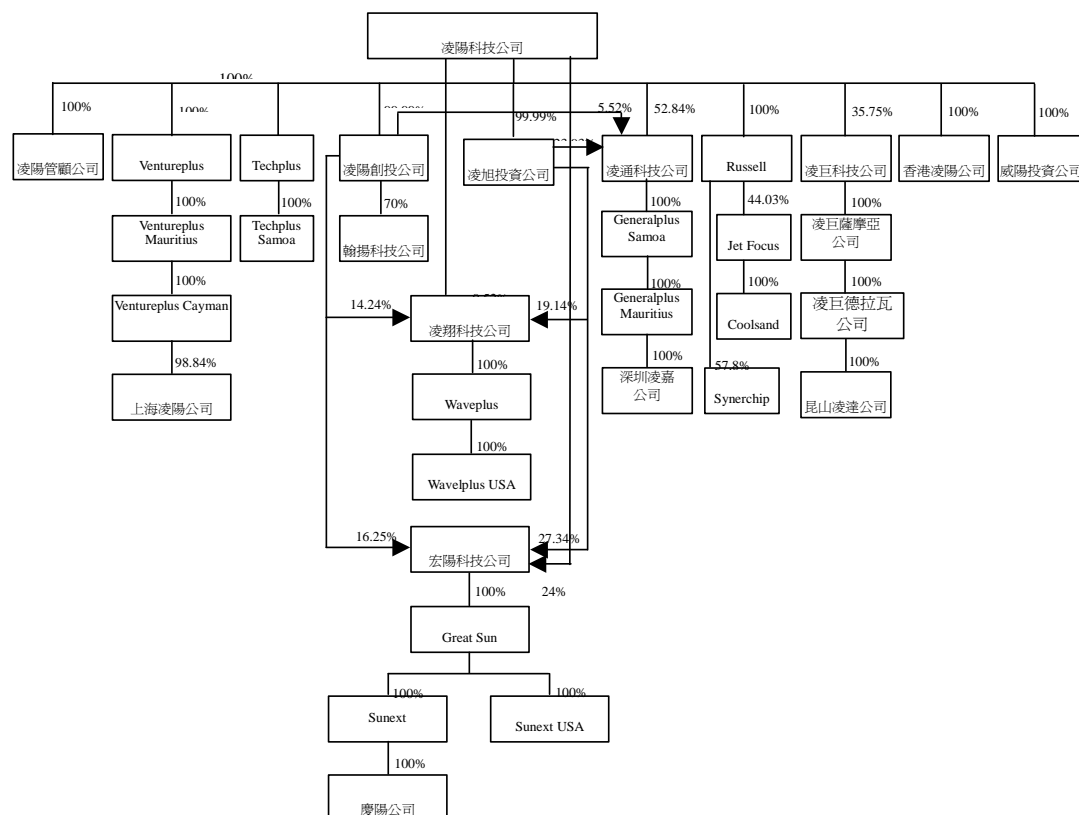 凌陽科技公司
100%
100%
100%
99.99%
5.52%
52.84%
100%
35.75%
100%
100%
凌陽管顧公司
Ventureplus
Techplus
凌陽創投公司
凌旭投資公司
凌通科技公司
Russell
凌巨科技公司
香港凌陽公司
威陽投資公司
100%
100%
70%
100%
44.03%
100%
Ventureplus
Mauritius
Techplus
Samoa
翰揚科技公司
Generalplus
Samoa
Jet Focus
凌巨薩摩亞
公司
100%
100%
100%
100%
Ventureplus Cayman
14.24%
凌翔科技公司
19.14%
Generalplus
Mauritius
Coolsand
凌巨德拉瓦
公司
98.84%
100%
100%
57.8%
100%
上海凌陽公司
Waveplus
深圳凌嘉
公司
Synerchip
昆山凌達公司
100%
Wavelplus USA
16.25%
宏陽科技公司
27.34%
100%
24%
Great Sun
100%
100%
Sunext
Sunext USA
100%
慶陽公司